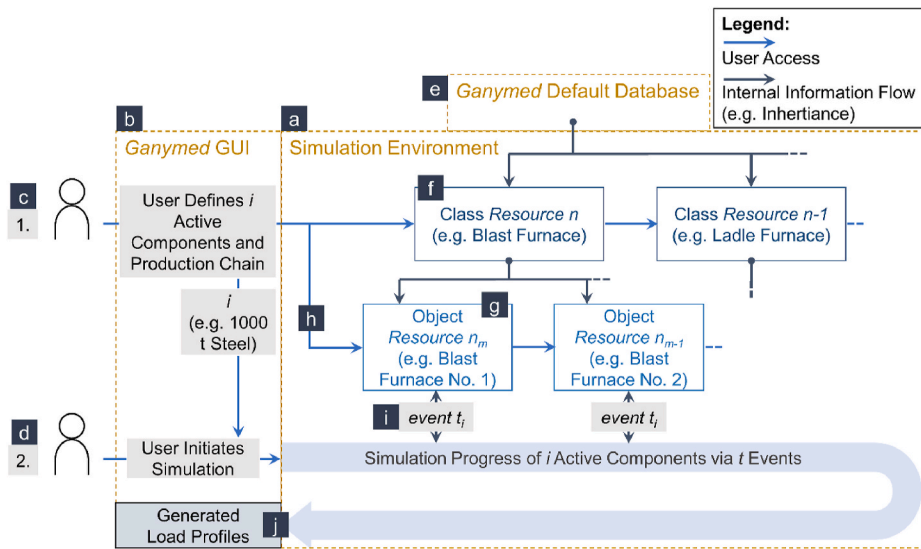 Legend:
User Access
Internal Information Flow
(e.g. Inhertiance)
e
Ganymed Default Database
b
a
Ganymed GUI
Simulation Environment
c
1.
User Defines i
Active
Components and
Production Chain
f
Class Resource n
(e.g. Blast Furnace)
Class Resource n-1
(e.g. Ladle Furnace)
i
(e.g. 1000
t Steel)
h
g
Object
Resource nm
(e.g. Blast
Furnace No. 1)
Object
Resource nm-1
(e.g. Blast
Furnace No. 2)
i
event ti
event ti
d
2.
User Initiates
Simulation
Simulation Progress of i Active Components via t Events
Generated
Load Profiles
j